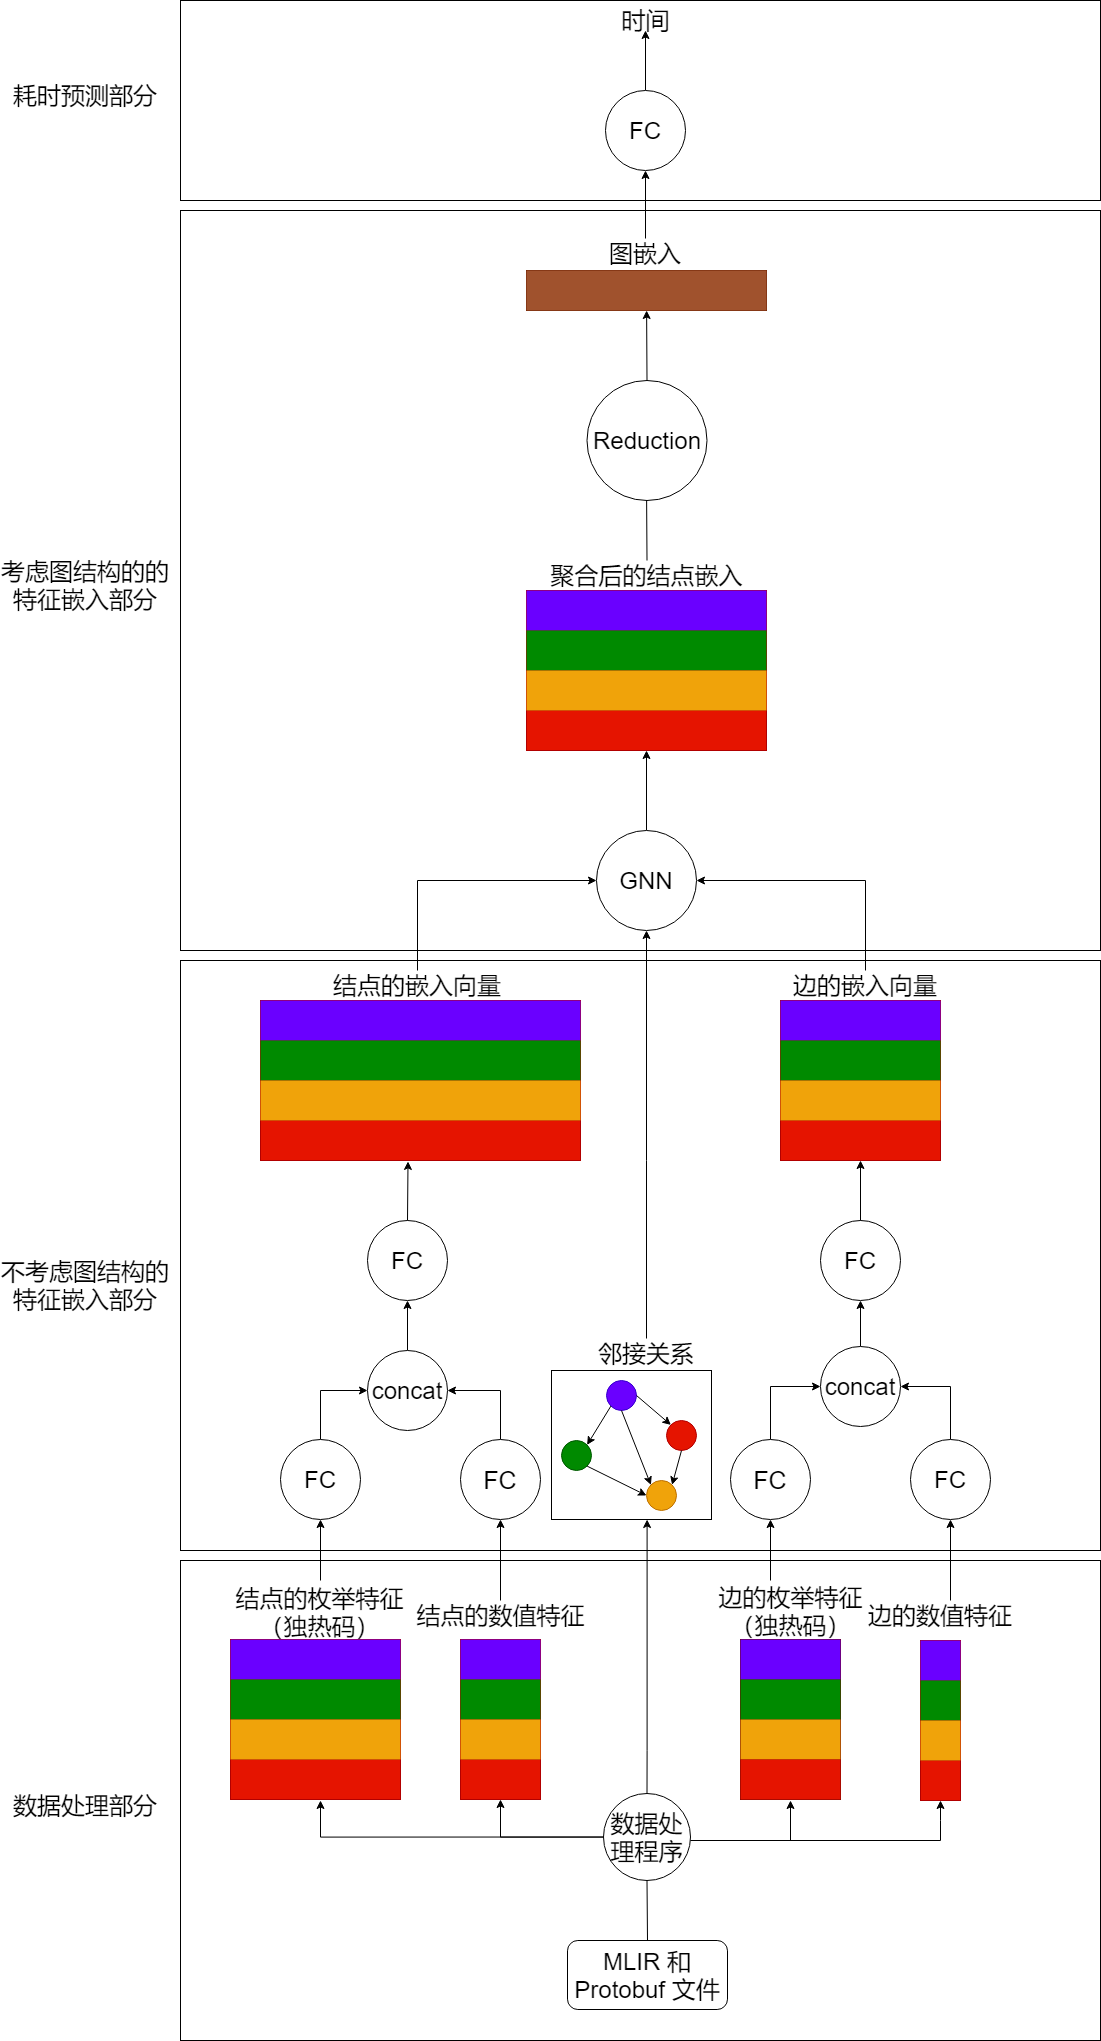 时间
耗时预测部分
FC
图嵌入
Reduction
考虑图结构的的
特征嵌入部分
聚合后的结点嵌入
GNN
结点的嵌入向量
边的嵌入向量
不考虑图结构的
特征嵌入部分
FC
FC
邻接关系
concat
concat
FC
FC
FC
FC
结点的枚举特征
（独热码）
结点的数值特征
边的枚举特征
（独热码）
边的数值特征
数据处理部分
数据处
理程序
MLIR 和
Protobuf 文件